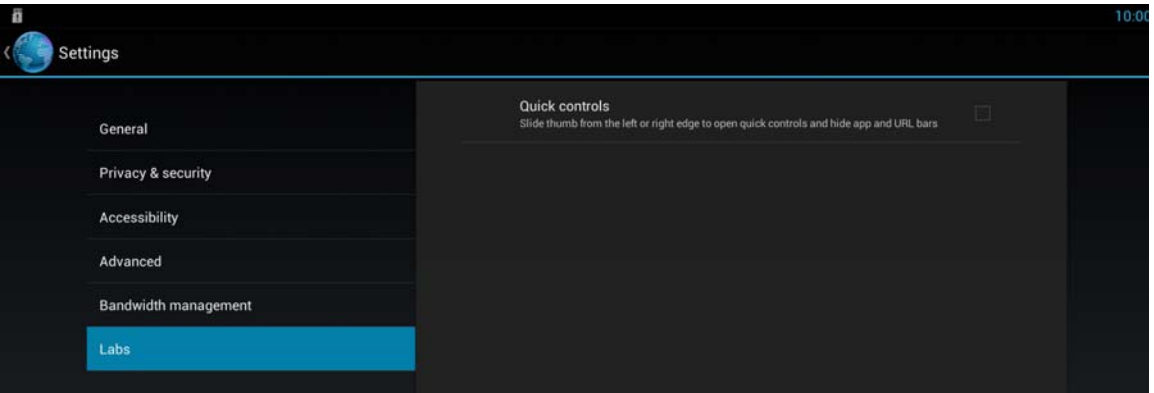 10:00
Settings
General
Privacy & security
Accessibility
Advanced
Bandwidth management
Labs
Quick controls
Slide thumb from the left or right edge to open quick controls and hide app and URL bars